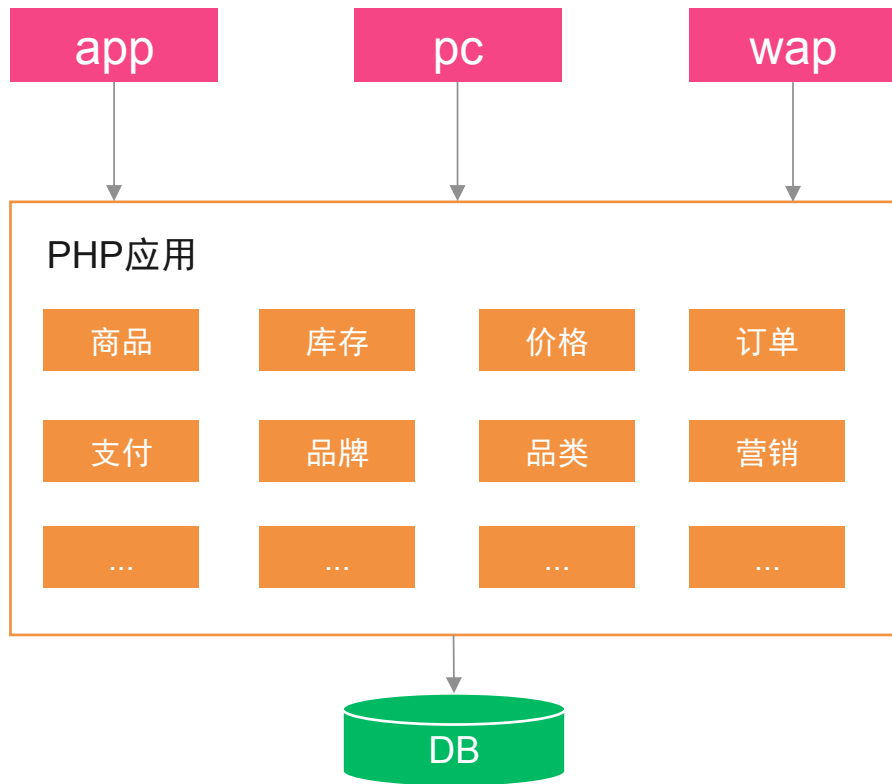 app pc wap
PHP应用
商品 库存 价格 订单
支付 品牌 品类 营销
... ... ... ...
DB